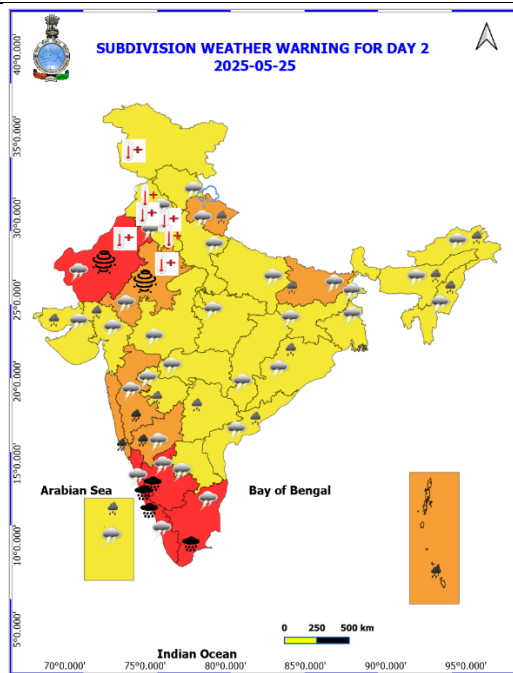 SUBDIVISION WEATHER WARNING FOR DAY 2
2025-05-25
40°0.000'
35°0.000'
30°0.000'
25°0.000'
20°0.000'
15°0.000'
10°0.000'
5°0.000'
Arabian Sea
Bay of Bengal
0 250 500 km
Indian Ocean
70°0.000' 75°0.000' 80°0.000' 85°0.000' 90°0.000' 95°0.000'